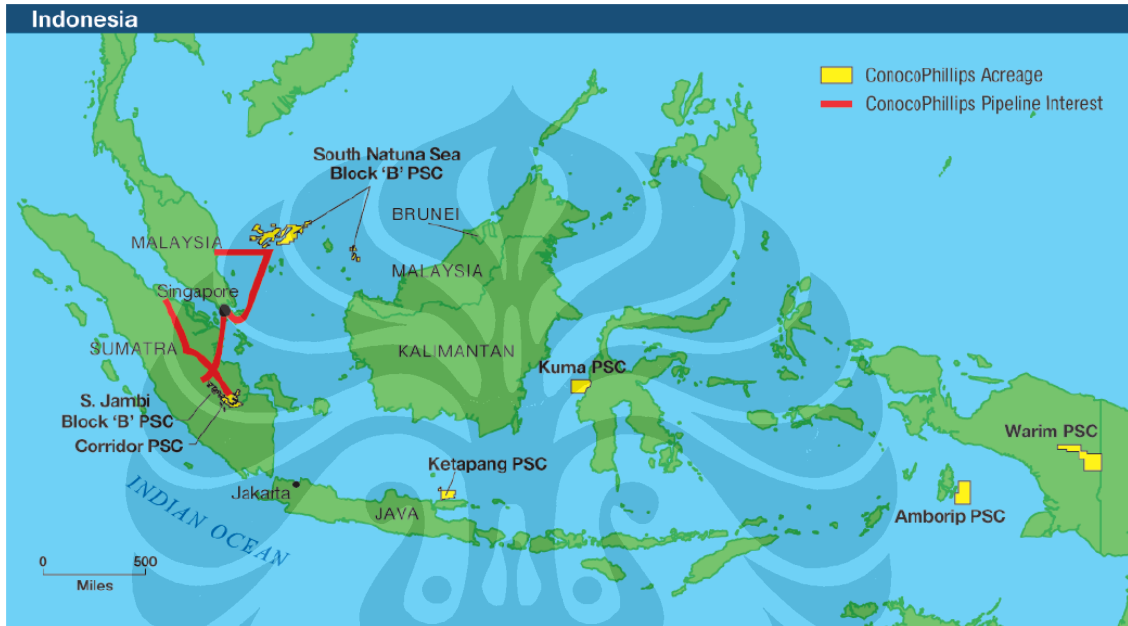 Indonesia
ConocoPhillips Acreage
ConocoPhillips Pipeline Interest
South Natuna Sea
Block ‘B’ PSC
BRUNEI
MALAYSIA
MALAYSIA
Singapore
SUMATRA
KALIMANTAN
Kuma PSC
S. Jambi
Block ‘B’ PSC
Corridor PSC
Warim PSC
Ketapang PSC
Jakarta
JAVA
Amborip PSC
INDIAN OCEAN
0 500
Miles